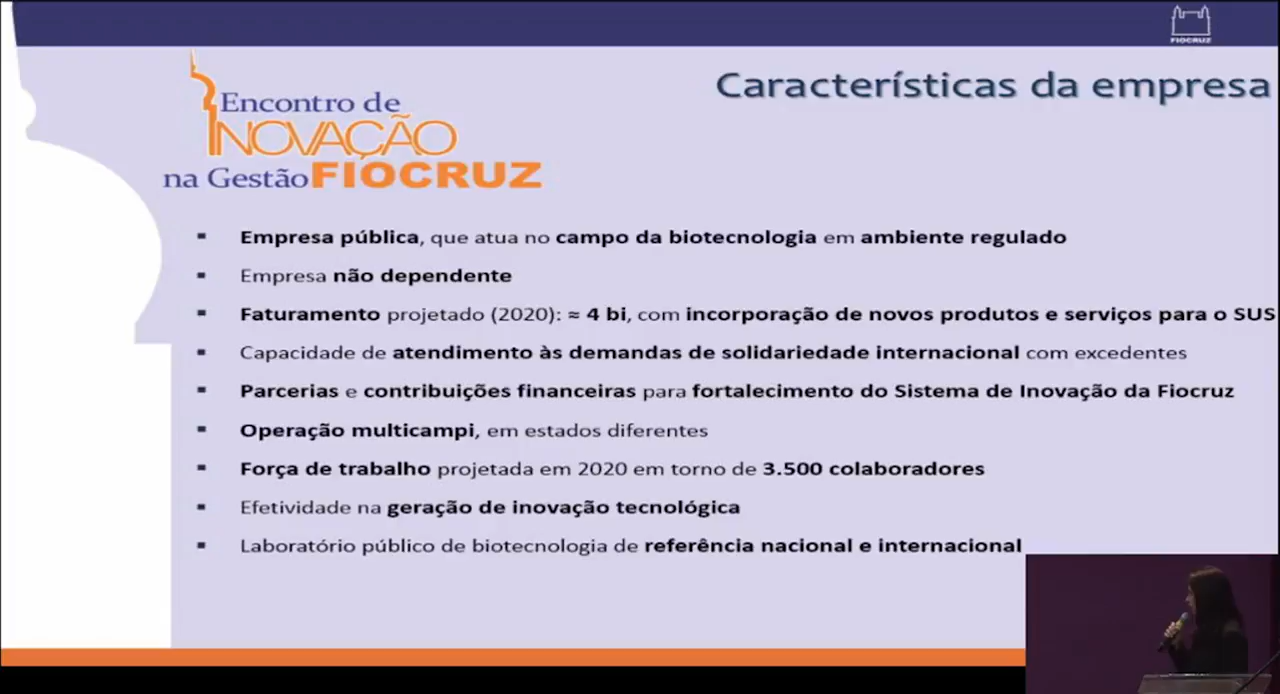 FIOCRUZ
Características da empresa
Encontro de
INOVAÇÃO
na Gestão FIOCRUZ
▪ Empresa pública, que atua no campo da biotecnologia em ambiente regulado
▪ Empresa não dependente
▪ Faturamento projetado (2020): ≈ 4 bi, com incorporação de novos produtos e serviços para o SUS
▪ Capacidade de atendimento às demandas de solidariedade internacional com excedentes
▪ Parcerias e contribuições financeiras para fortalecimento do Sistema de Inovação da Fiocruz
▪ Operação multicampi, em estados diferentes
▪ Força de trabalho projetada em 2020 em torno de 3.500 colaboradores
▪ Efetividade na geração de inovação tecnológica
▪ Laboratório público de biotecnologia de referência nacional e internacional